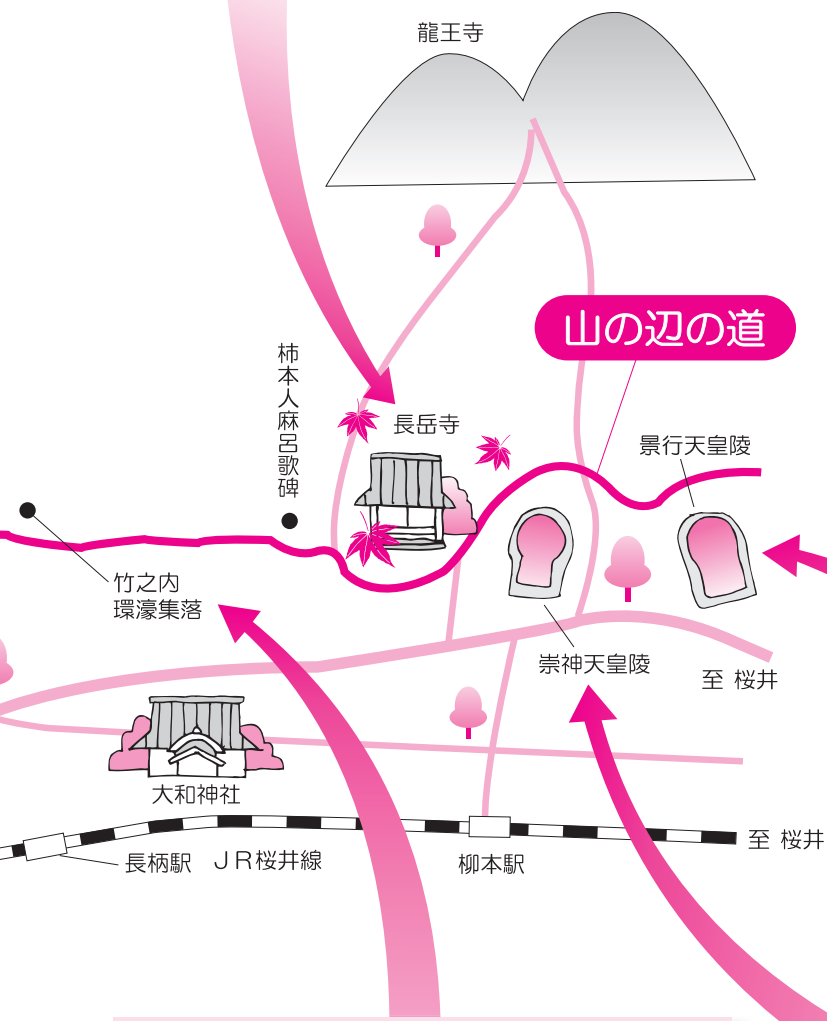 龍王寺
山の辺の道
柿本人麻呂歌碑
長岳寺
景行天皇陵
竹之内
環濠集落
崇神天皇陵
至 桜井
大和神社
至 桜井
長柄駅
JR桜井線
柳本駅